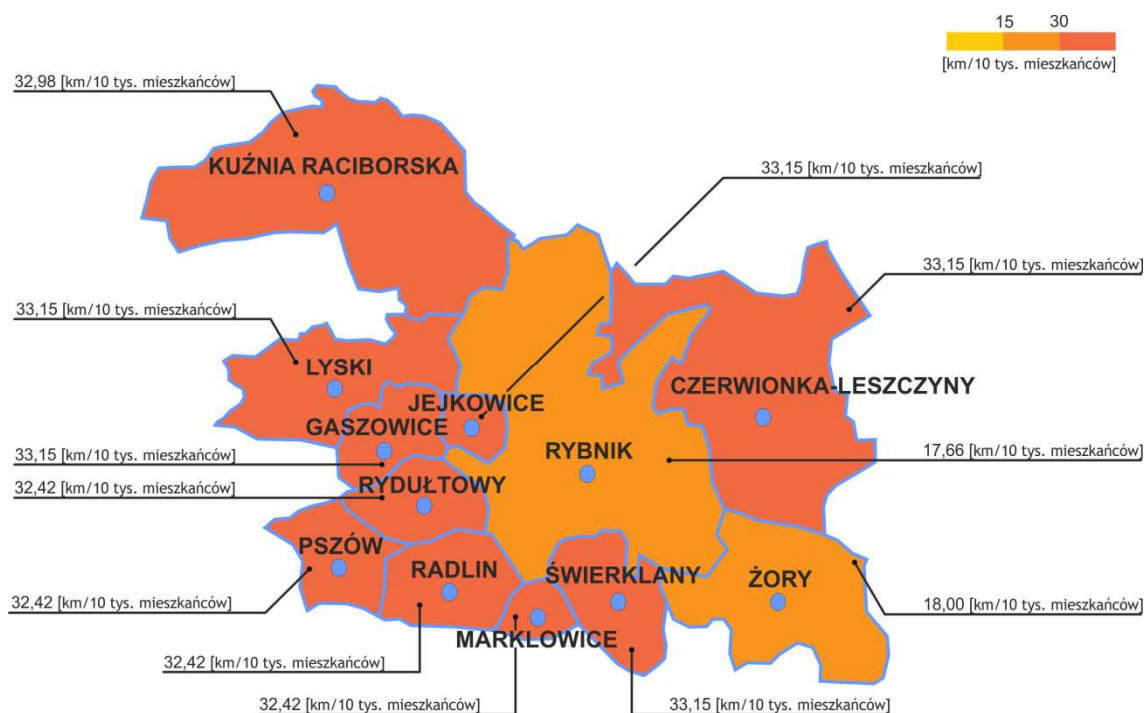 15 30
[km/10 tys. mieszkańców]
32,98 [km/10 tys. mieszkańców]
KUŹNIA RACIBORSKA
33,15 [km/10 tys. mieszkańców]
33,15 [km/10 tys. mieszkańców]
33,15 [km/10 tys. mieszkańców]
LYSKI
CZERWIONKA-LESZCZYNY
JEJKOWICE
GASZOWICE
RYBNIK
17,66 [km/10 tys. mieszkańców]
33,15 [km/10 tys. mieszkańców]
RYDUŁTOWY
32,42 [km/10 tys. mieszkańców]
PSZÓW
RADLIN
ŚWIERKLANY
ŻORY
32,42 [km/10 tys. mieszkańców]
18,00 [km/10 tys. mieszkańców]
MARKLOWICE
32,42 [km/10 tys. mieszkańców]
32,42 [km/10 tys. mieszkańców]
33,15 [km/10 tys. mieszkańców]